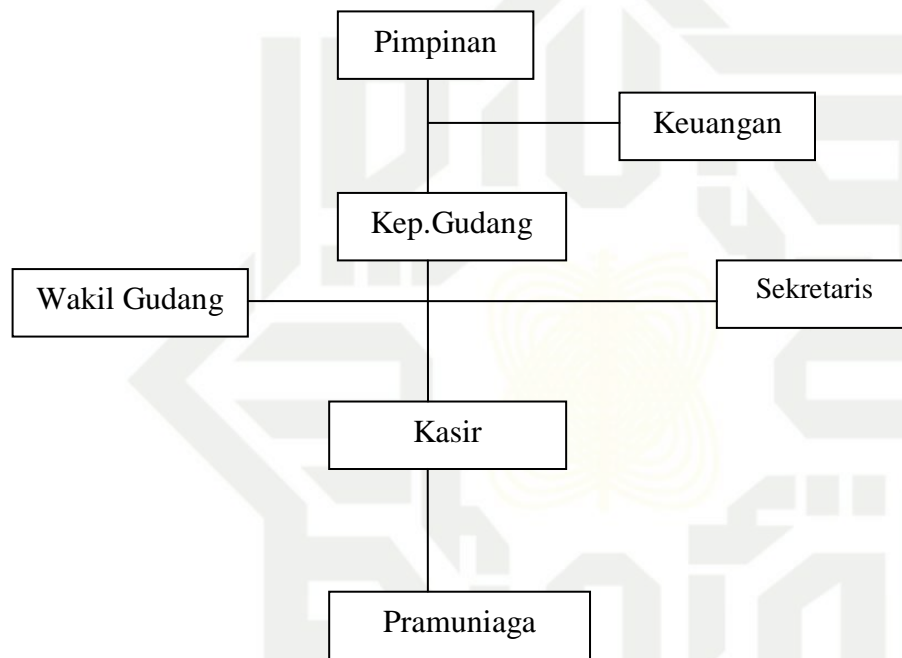 Pimpinan
Keuangan
Kep.Gudang
Wakil Gudang
Sekretaris
Kasir
Pramuniaga